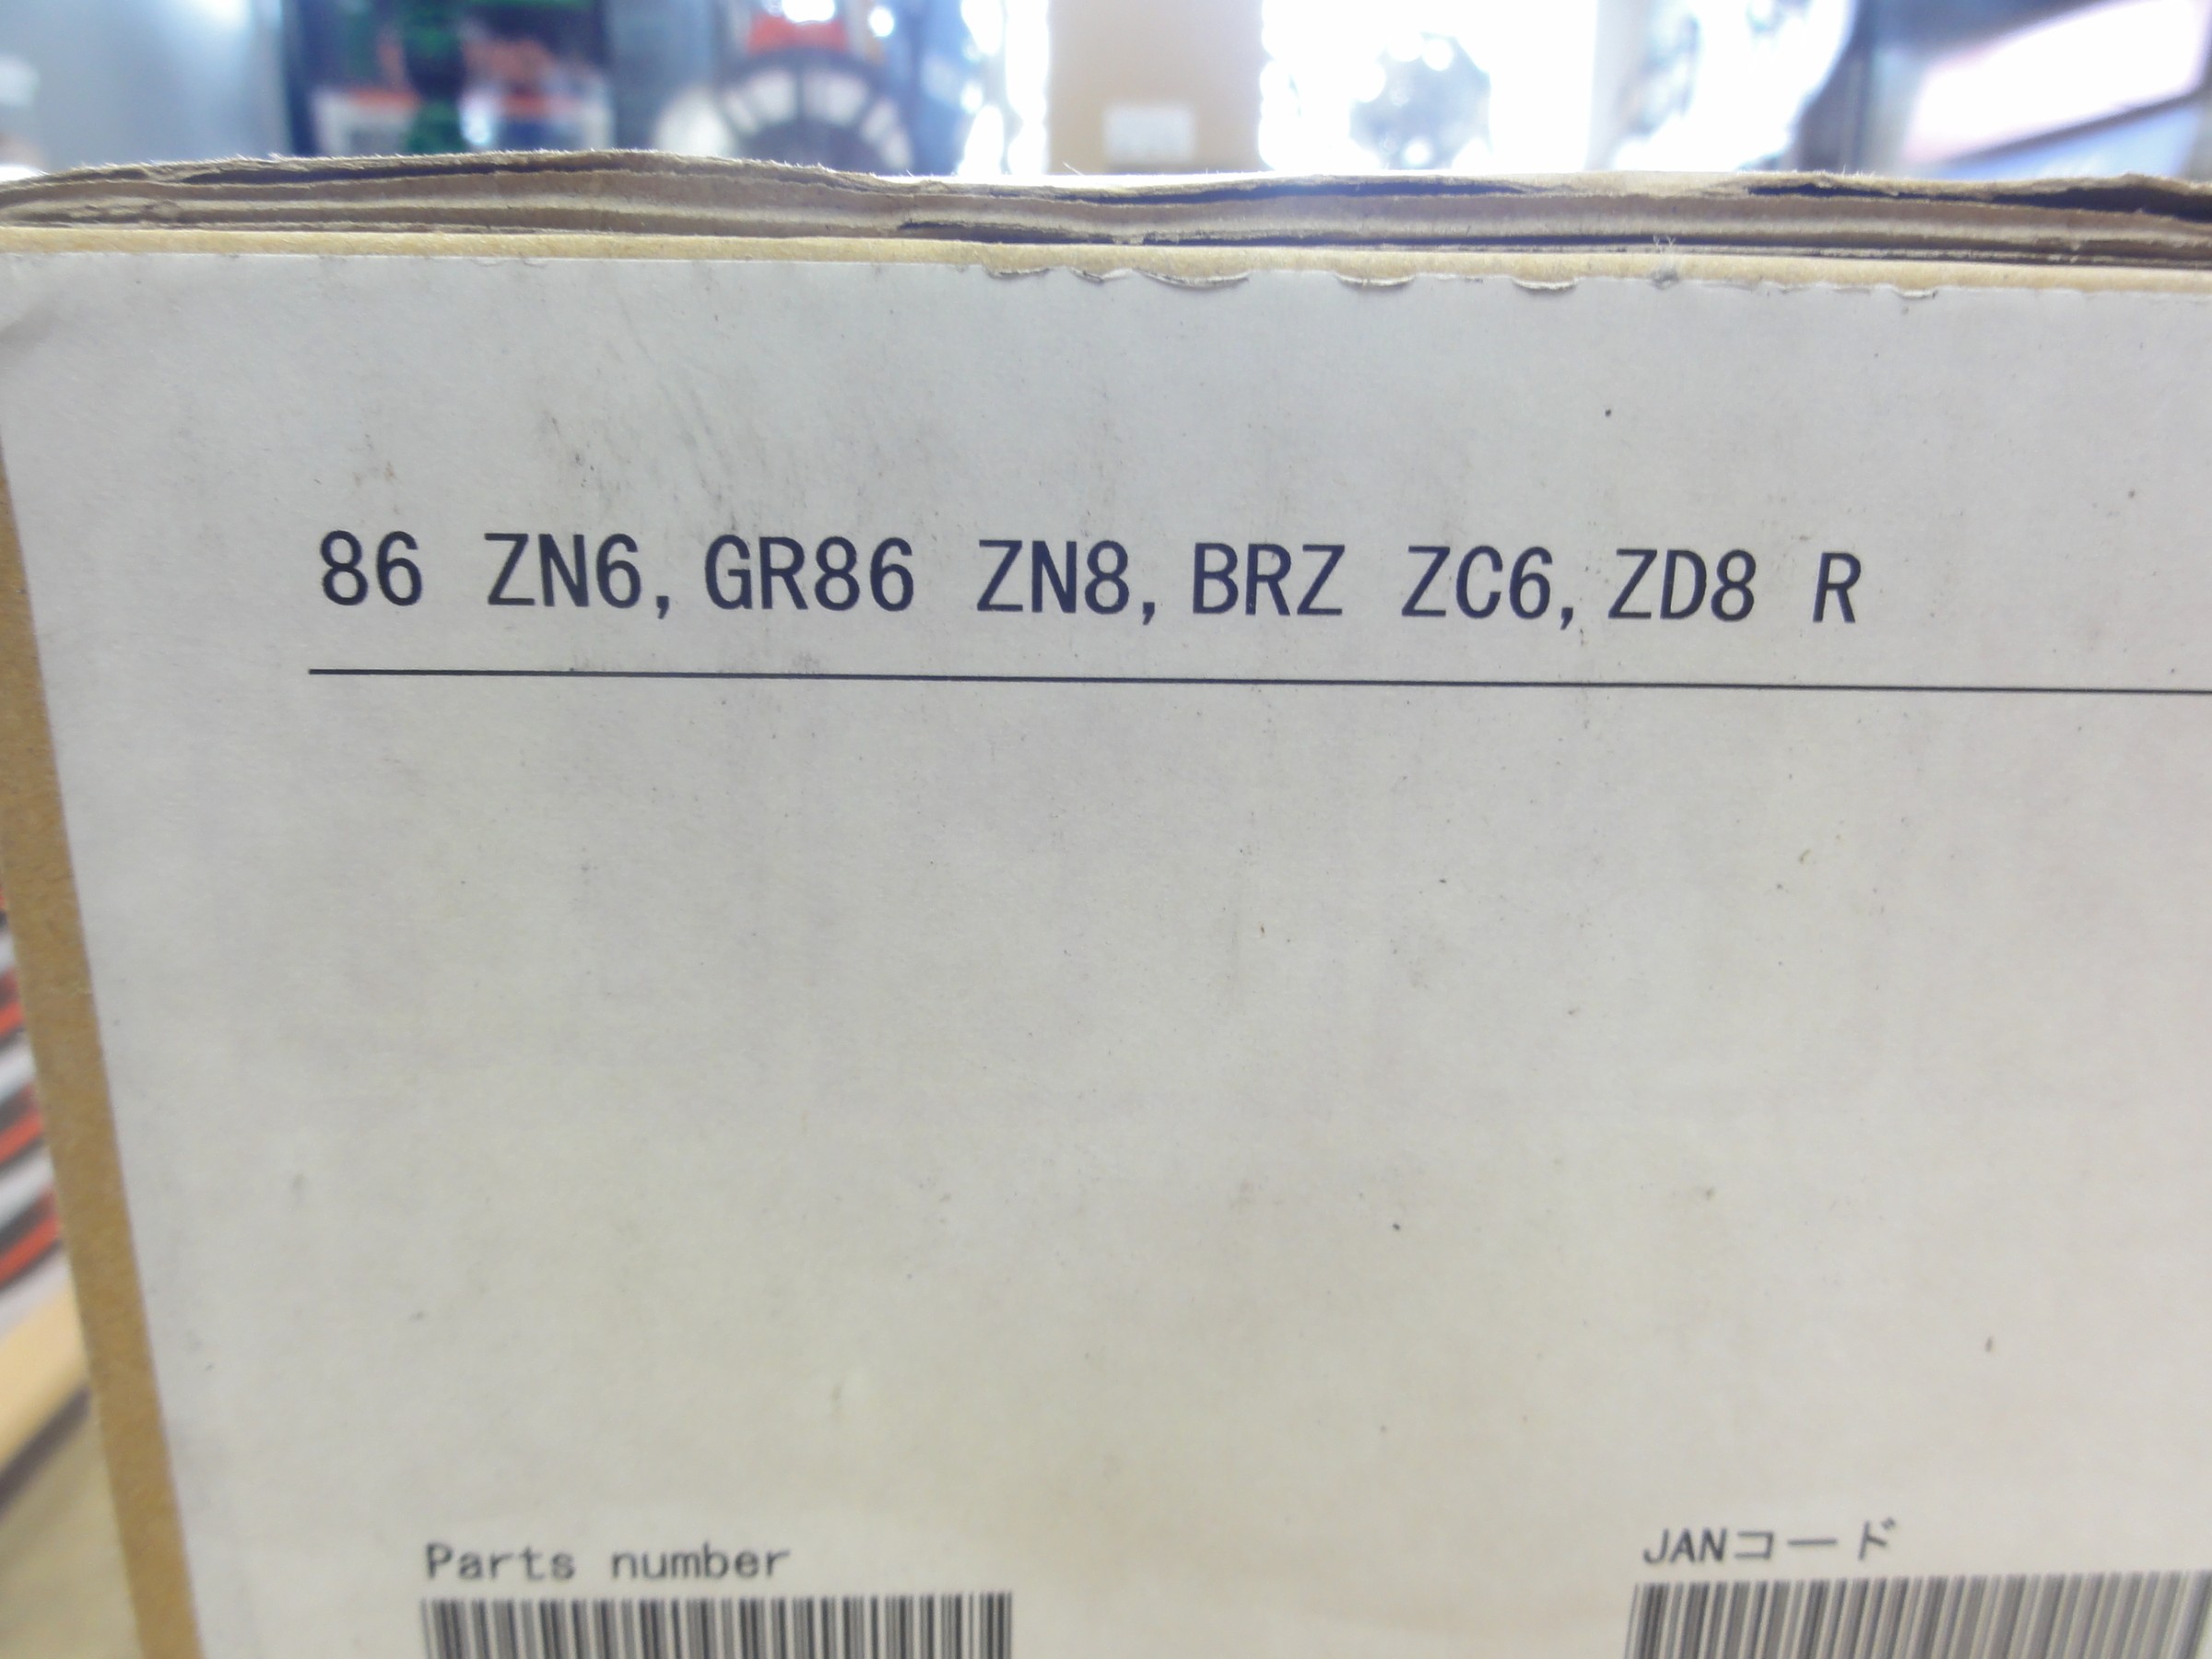 86 ZN6, GR86 ZN8, BRZ ZC6, ZD8 R
Parts number
JANコード